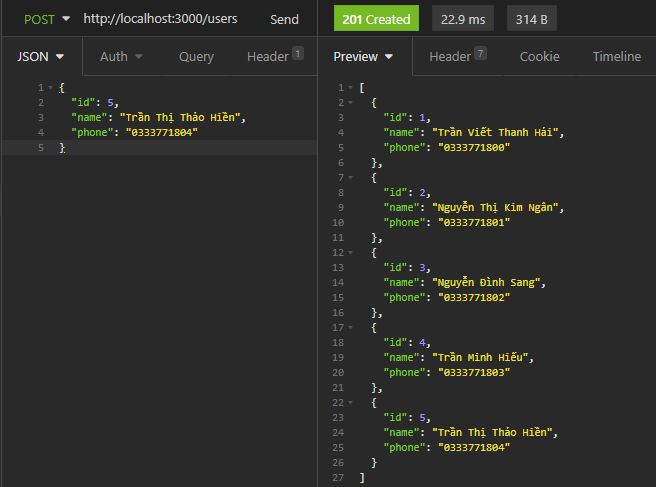 POST http://localhost:3000/users Send
JSON Auth Query Header 1
1 {
2 "id": 5,
3 "name": "Trần Thị Thảo Hiền",
4 "phone": "0333771804"
5 }
201 Created 22.9 ms 314 B
Preview Header 7 Cookie Timeline
1 [
2 {
3 "id": 1,
4 "name": "Trần Viết Thanh Hải",
5 "phone": "0333771800"
6 },
7 {
8 "id": 2,
9 "name": "Nguyễn Thị Kim Ngân",
10 "phone": "0333771801"
11 },
12 {
13 "id": 3,
14 "name": "Nguyễn Đình Sang",
15 "phone": "0333771802"
16 },
17 {
18 "id": 4,
19 "name": "Trần Minh Hiếu",
20 "phone": "0333771803"
21 },
22 {
23 "id": 5,
24 "name": "Trần Thị Thảo Hiền",
25 "phone": "0333771804"
26 }
27 ]